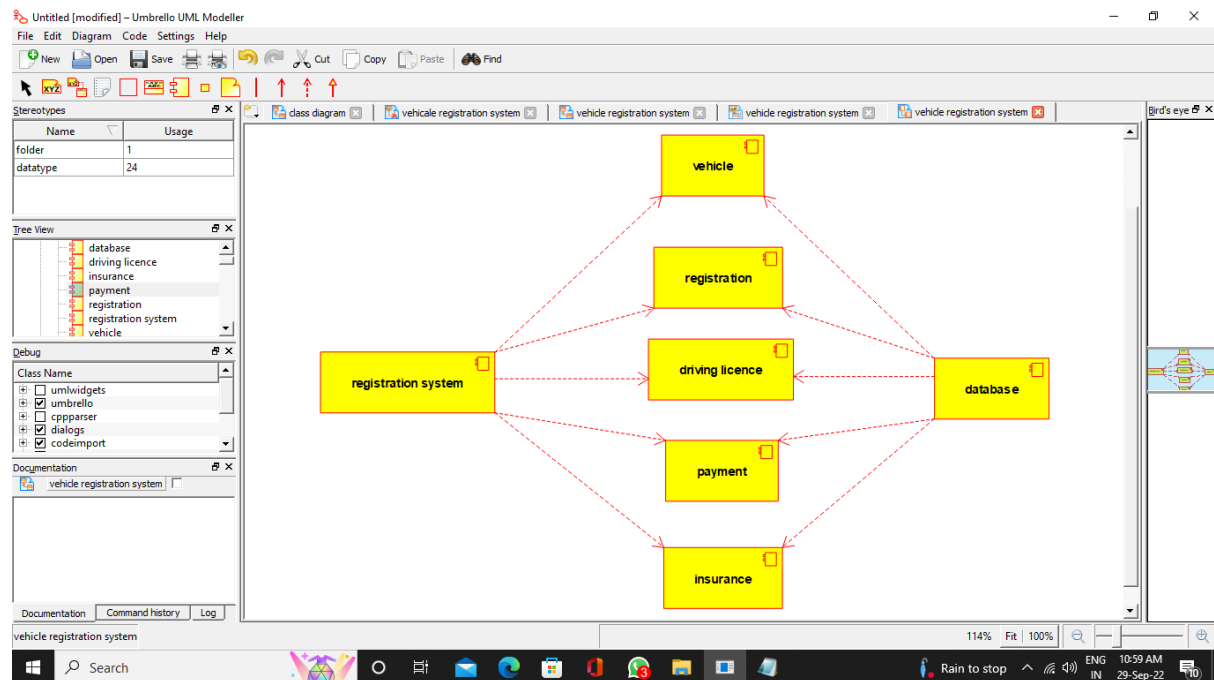 Untitled [modified] – Umbrello UML Modeller
File Edit Diagram Code Settings Help
New Open Save Cut Copy Paste Find
XYZ
Stereotypes
Name Usage
folder 1
datatype 24
Tree View
database
driving licence
insurance
payment
registration
registration system
vehicle
Debug
Class Name
umlwidgets
umbrello
cppparser
dialogs
codeimport
Documentation
vehicle registration system
Documentation Command history Log
class diagram vehicale registration system vehicle registration system vehicle registration system vehicle registration system
vehicle
registration
registration system
driving licence
database
payment
insurance
Bird's eye
vehicle registration system
114% Fit 100%
Search
3
Rain to stop
ENG
IN
10:59 AM
29-Sep-22
10